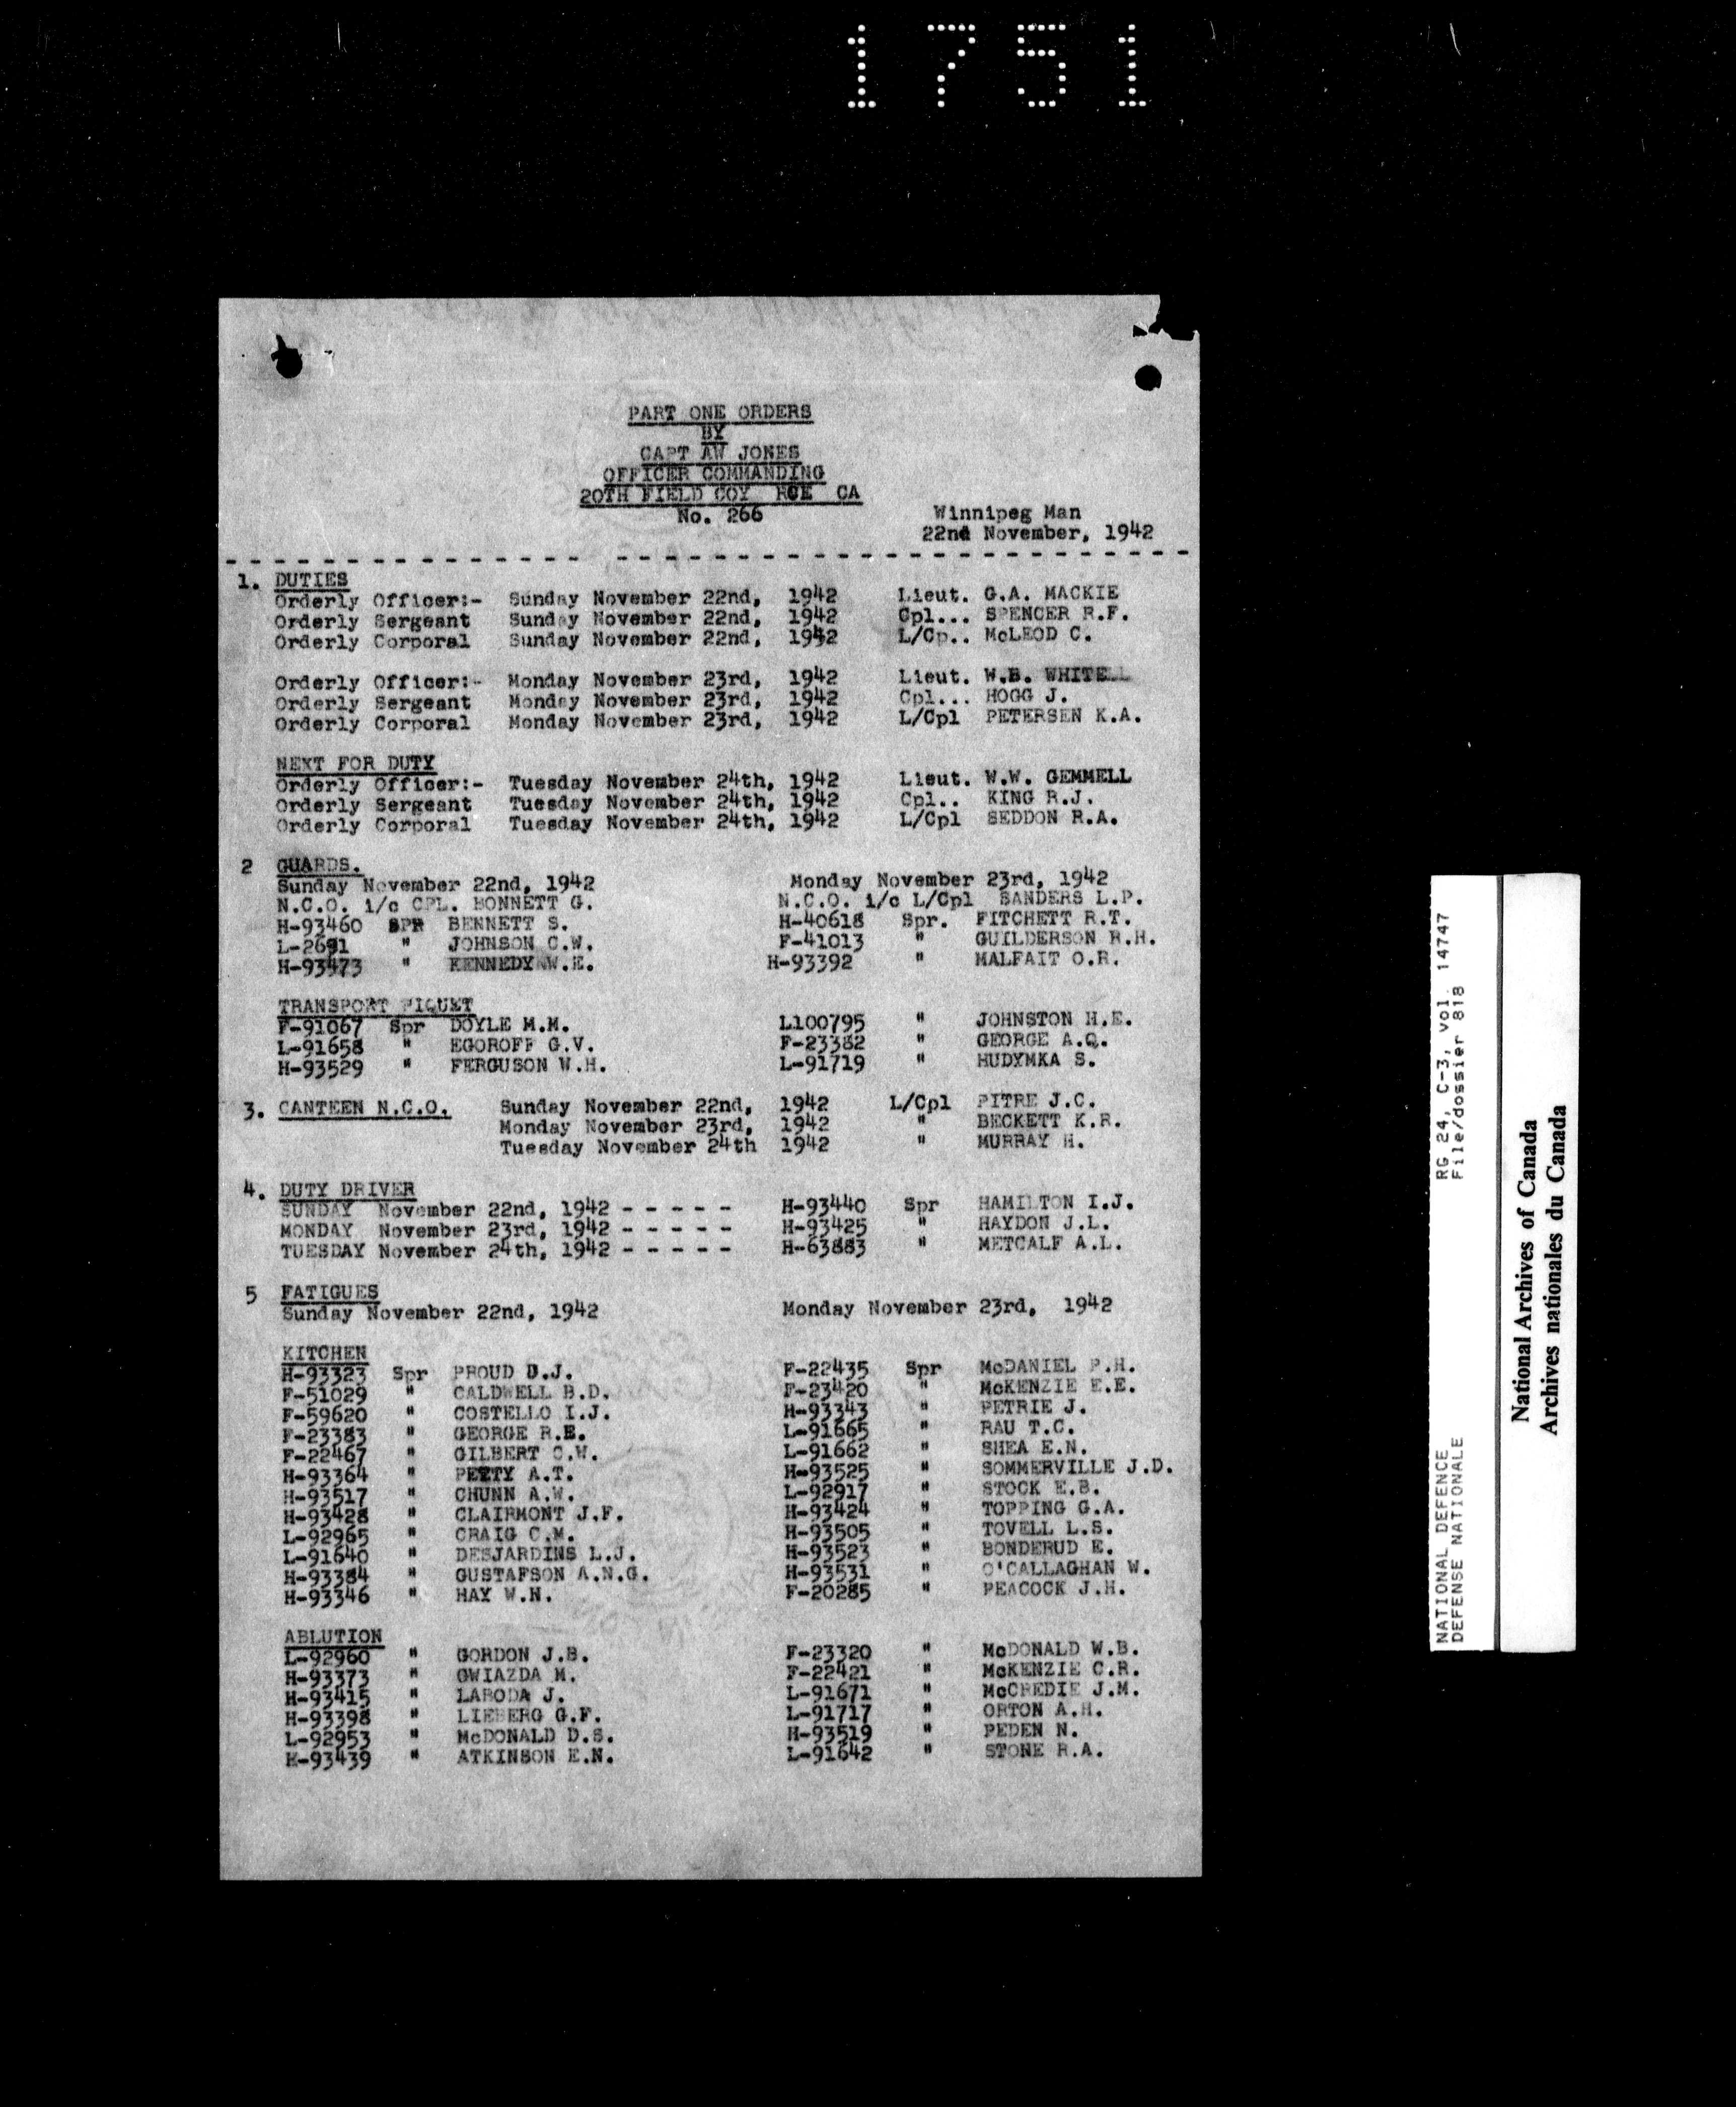 1751
PART ONE ORDERS
BY
CAPT AW JONES
OFFICER COMMANDING
20TH FIELD COY RCE CA
No. 266
Winnipeg Man
22nd November, 1942
1. DUTIES
Orderly Officer:- Sunday November 22nd, 1942 Lieut. G.A. MACKIE
Orderly Sergeant Sunday November 22nd, 1942 Cpl... SPENCER R.F.
Orderly Corporal Sunday November 22nd, 1942 L/Cp.. McLEOD C.
Orderly Officer:- Monday November 23rd, 1942 Lieut. W.B. WHITELL
Orderly Sergeant Monday November 23rd, 1942 Cpl... HOGG J.
Orderly Corporal Monday November 23rd, 1942 L/Cpl PETERSEN K.A.
NEXT FOR DUTY
Orderly Officer:- Tuesday November 24th, 1942 Lieut. W.W. GEMMELL
Orderly Sergeant Tuesday November 24th, 1942 Cpl.. KING R.J.
Orderly Corporal Tuesday November 24th, 1942 L/Cpl SEDDON R.A.
2 GUARDS.
Sunday November 22nd, 1942 Monday November 23rd, 1942
N.C.O. i/c CPL. BONNETT G. N.C.O. i/c L/Cpl SANDERS L.P.
H-93460 SPR BENNETT S. H-40618 Spr. FITCHETT R.T.
L-2691 " JOHNSON C.W. F-41013 " GUILDERSON R.H.
H-93473 " KENNEDY W.E. H-93392 " MALFAIT O.R.
TRANSPORT PIQUET
F-91067 Spr DOYLE M.M. L100795 " JOHNSTON H.E.
L-91658 " EGOROFF G.V. F-23382 " GEORGE A.Q.
H-93529 " FERGUSON W.H. L-91719 " HUDYMKA S.
3. CANTEEN N.C.O. Sunday November 22nd, 1942 L/Cpl PITRE J.C.
Monday November 23rd, 1942 " BECKETT K.R.
Tuesday November 24th 1942 " MURRAY H.
4. DUTY DRIVER
SUNDAY November 22nd, 1942 - - - - - H-93440 Spr HAMILTON I.J.
MONDAY November 23rd, 1942 - - - - - H-93425 " HAYDON J.L.
TUESDAY November 24th, 1942 - - - - - H-63883 " METCALF A.L.
5 FATIGUES
Sunday November 22nd, 1942 Monday November 23rd, 1942
KITCHEN
H-93323 Spr PROUD D.J. F-22435 Spr McDANIEL P.H.
F-51029 " CALDWELL B.D. F-23420 " McKENZIE E.E.
F-59620 " COSTELLO I.J. H-93343 " PETRIE J.
F-23383 " GEORGE R.E. L-91665 " RAU T.C.
F-22467 " GILBERT C.W. L-91662 " SHEA E.N.
H-93364 " PETTY A.T. H-93525 " SOMMERVILLE J.D.
H-93517 " CHUNN A.W. L-92917 " STOCK E.B.
H-93428 " CLAIRMONT J.F. H-93424 " TOPPING G.A.
L-92965 " CRAIG C.M. H-93505 " TOVELL L.S.
L-91640 " DESJARDINS L.J. H-93523 " BONDERUD E.
H-93384 " GUSTAFSON A.N.G. H-93531 " O'CALLAGHAN W.
H-93346 " HAY W.N. F-20285 " PEACOCK J.H.
ABLUTION
L-92960 " GORDON J.B. F-23320 " McDONALD W.B.
H-93373 " GWIAZDA M. F-22421 " McKENZIE C.R.
H-93415 " LABODA J. L-91671 " McCREDIE J.M.
H-93398 " LIEBERG G.F. L-91717 " ORTON A.H.
L-92953 " McDONALD D.S. H-93519 " PEDEN N.
H-93439 " ATKINSON E.N. L-91642 " STONE R.A.
NATIONAL DEFENCE RG 24, C-3, vol. 14747
DEFENSE NATIONALE File/dossier 818
National Archives of Canada
Archives nationales du Canada